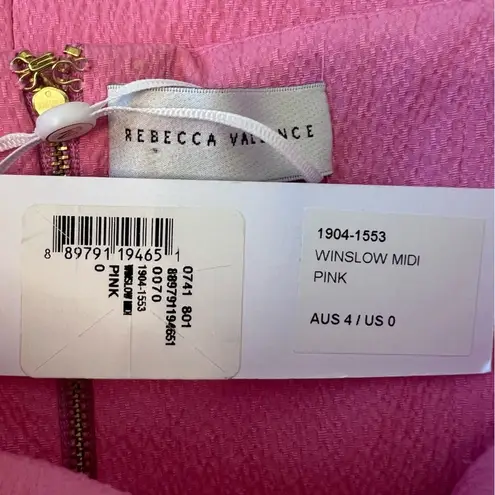 REBECCA VALLANCE
8 89791 19465 1
0741 801
889791194651
0070
1904-1553
WINSLOW MIDI
PINK
0
1904-1553
WINSLOW MIDI
PINK
AUS 4 / US 0